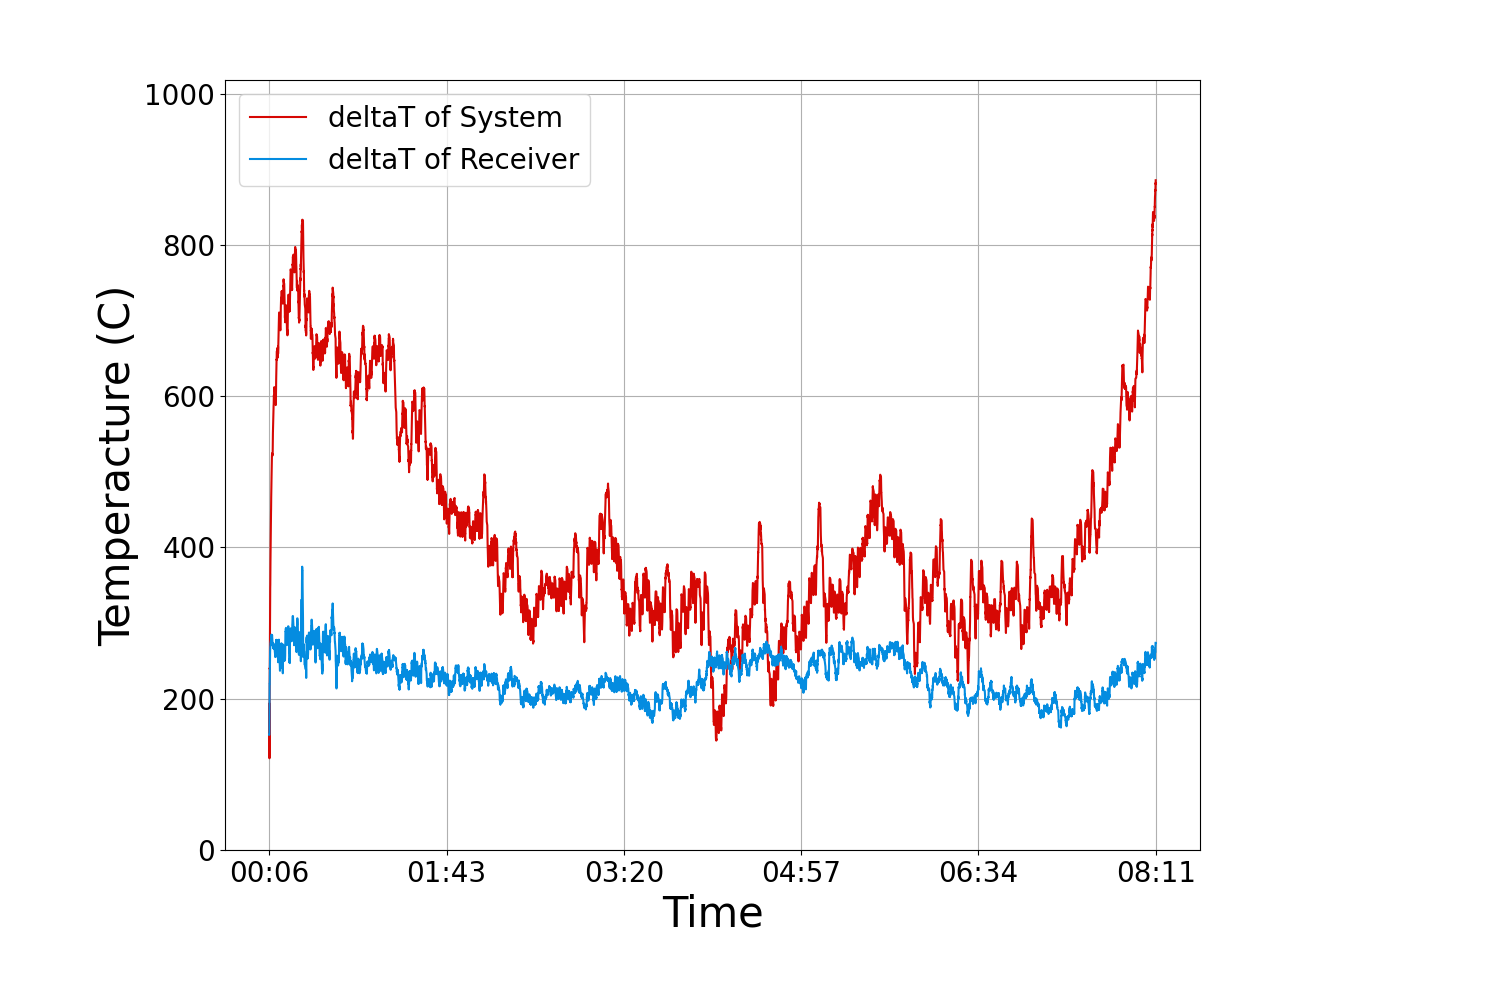 1000
800
600
400
200
0
Temperacture (C)
deltaT of System
deltaT of Receiver
00:06 01:43 03:20 04:57 06:34 08:11
Time